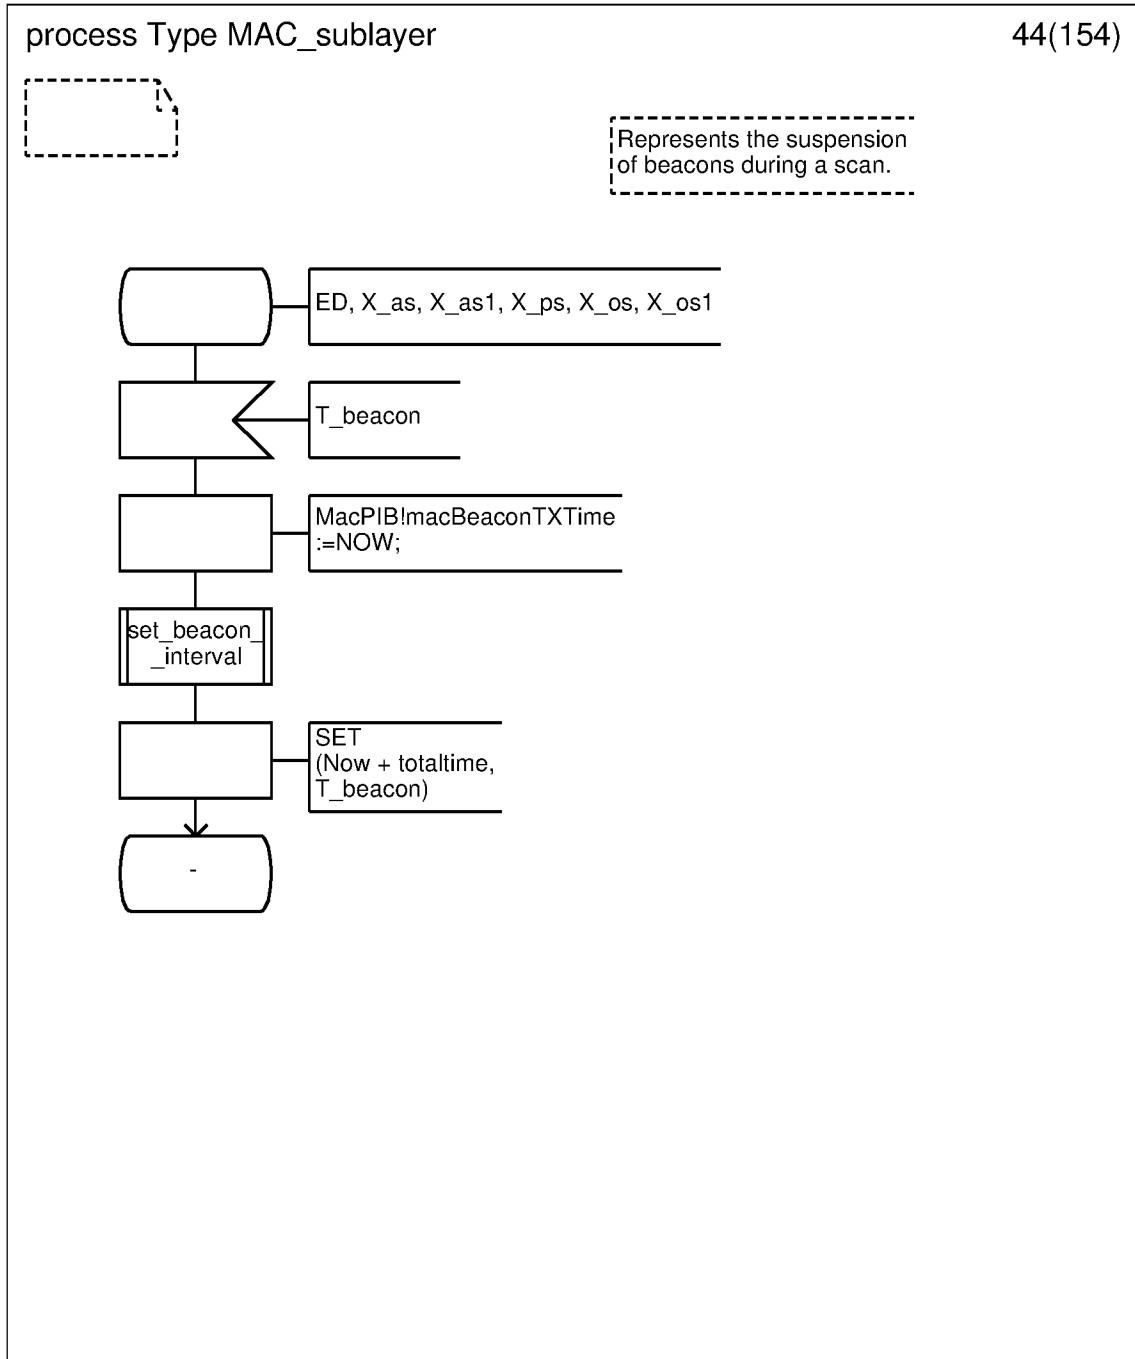 process Type MAC_sublayer
44(154)
Represents the suspension
of beacons during a scan.
ED, X_as, X_as1, X_ps, X_os, X_os1
T_beacon
MacPIB!macBeaconTXTime
:=NOW;
set_beacon_
_interval
SET
(Now + totaltime,
T_beacon)
-